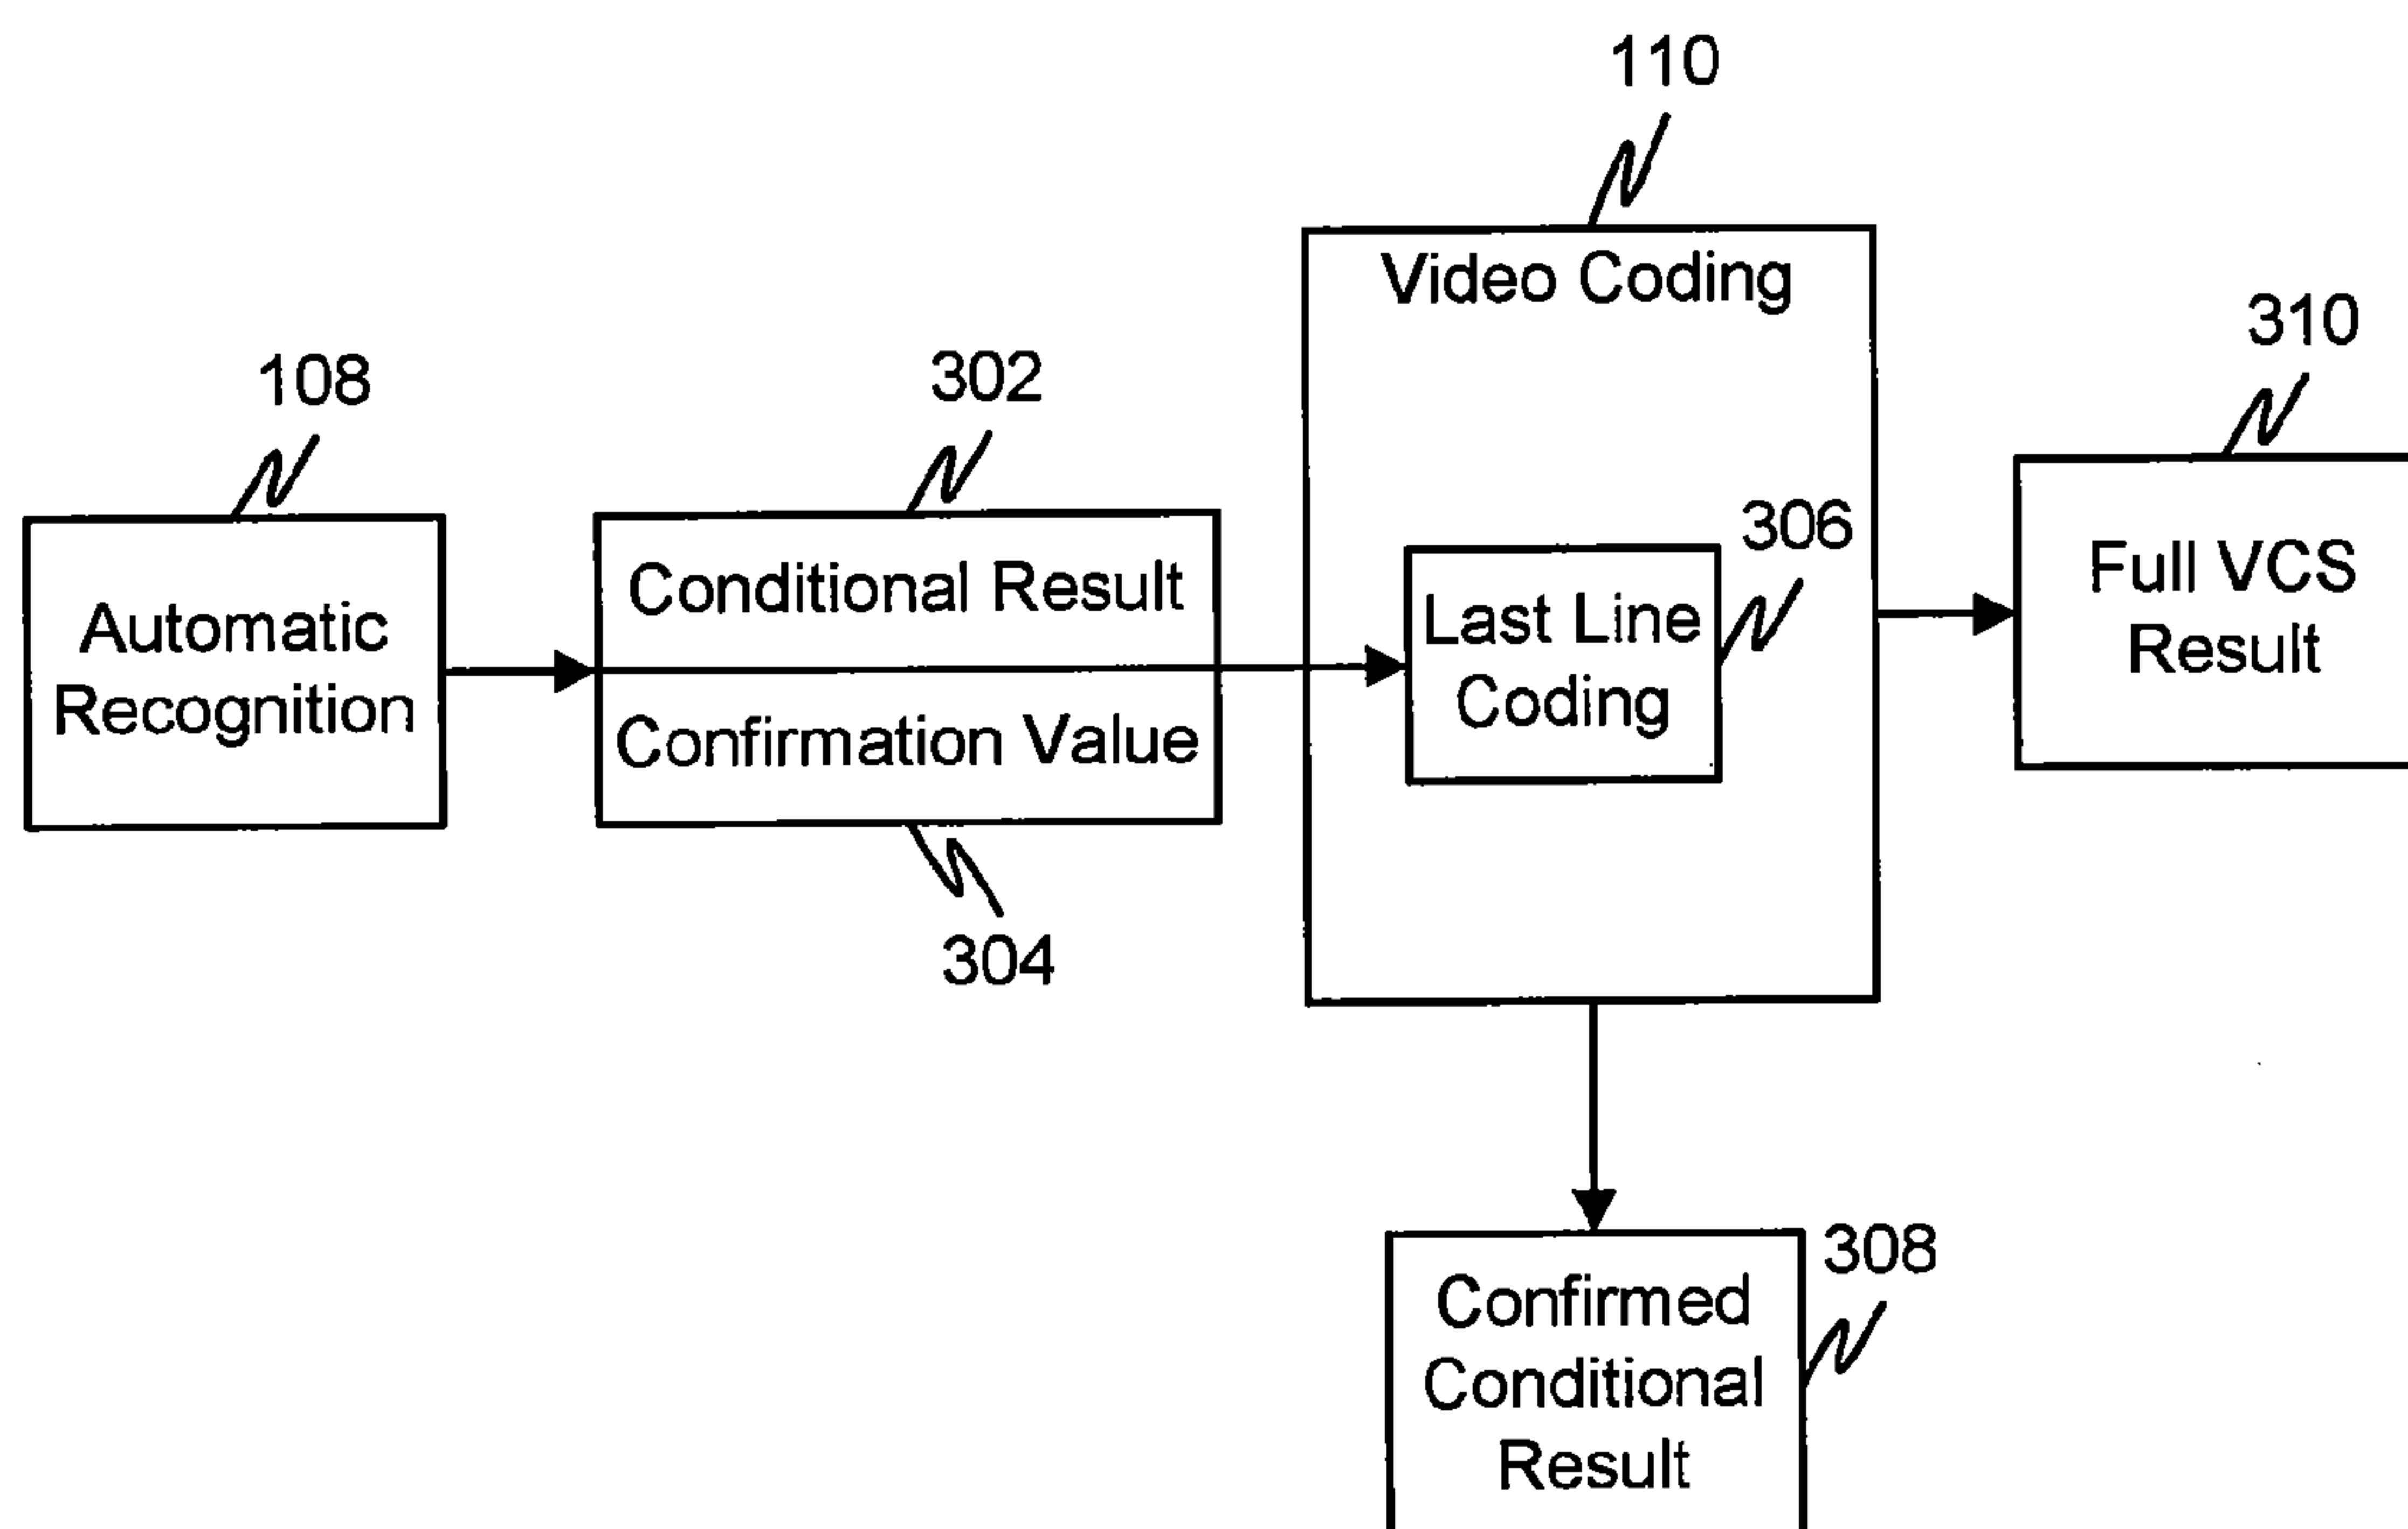 110
Video Coding
310
108
302
Full VCS
Result
306
Conditional Result
Last Line
Coding
Automatic
Recognition
Confirmation Value
304
308
Confirmed
Conditional
Result